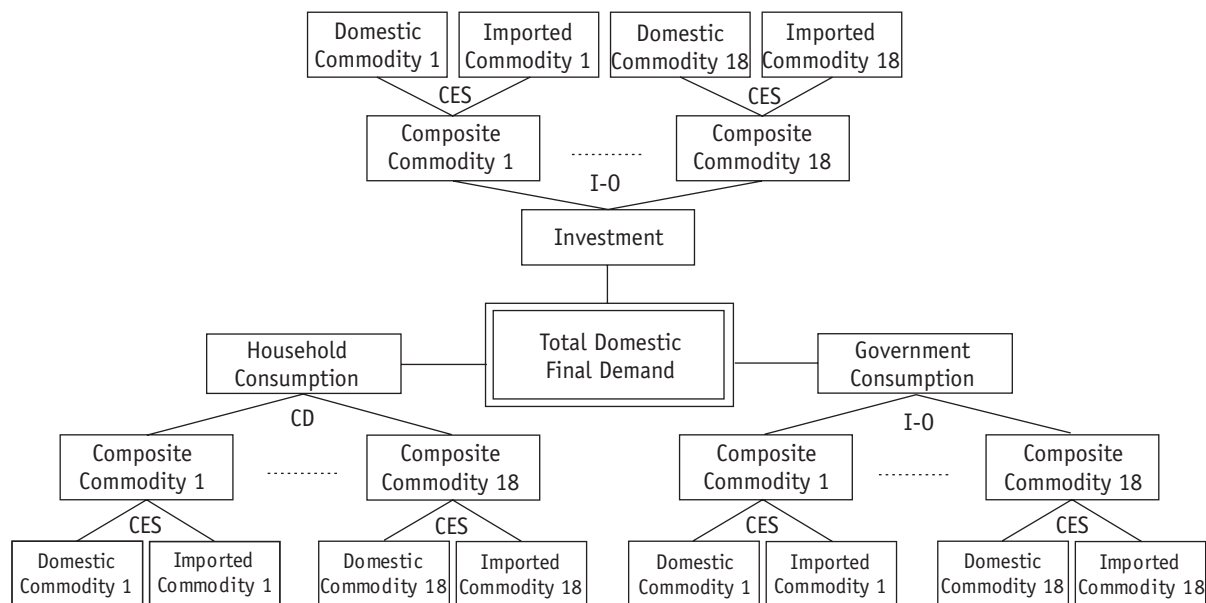 Domestic
Commodity 1
Imported
Commodity 1
Domestic
Commodity 18
Imported
Commodity 18
CES
CES
Composite
Commodity 1
Composite
Commodity 18
I-O
Investment
Total Domestic
Final Demand
Household
Consumption
Government
Consumption
CD
I-O
Composite
Commodity 1
Composite
Commodity 18
Composite
Commodity 1
Composite
Commodity 18
CES
CES
CES
CES
Domestic
Commodity 1
Imported
Commodity 1
Domestic
Commodity 18
Imported
Commodity 18
Domestic
Commodity 1
Imported
Commodity 1
Domestic
Commodity 18
Imported
Commodity 18